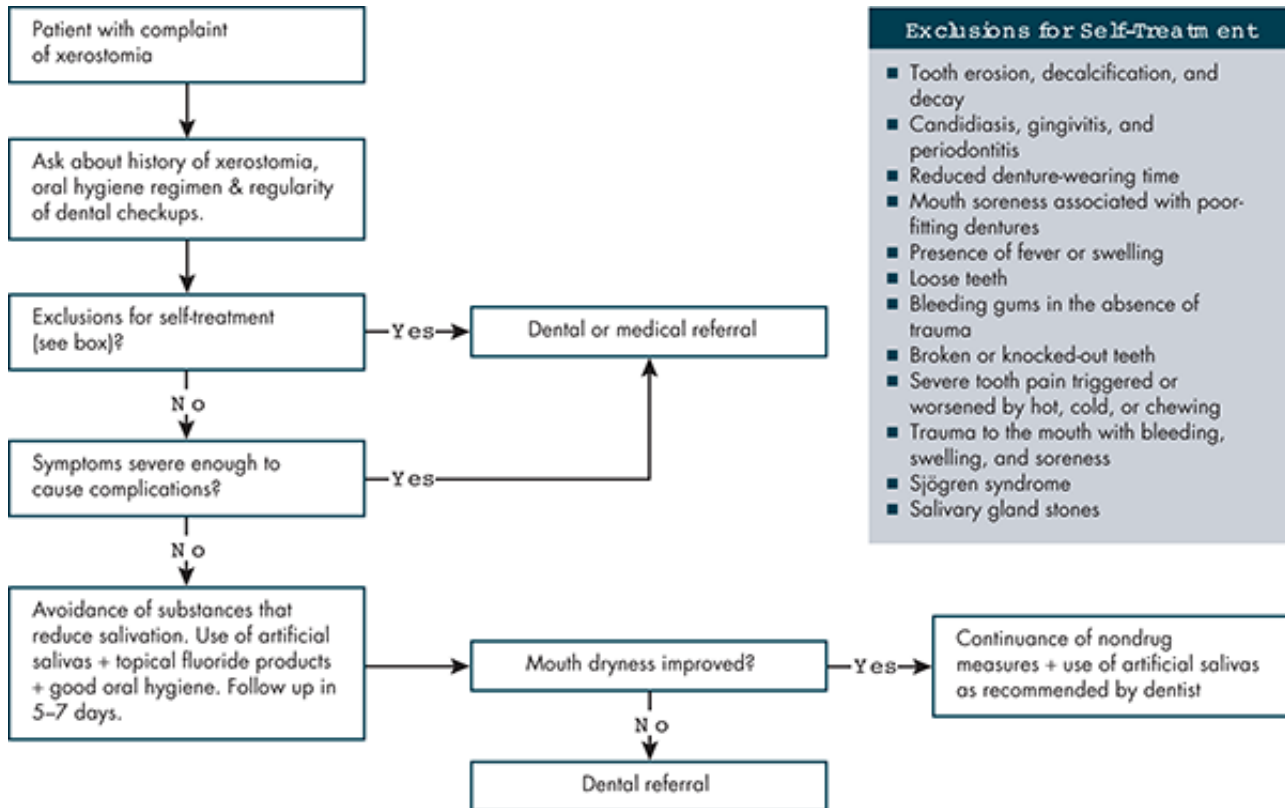 Patient with complaint
of xerostomia
Ask about history of xerostomia,
oral hygiene regimen & regularity
of dental checkups.
Exclusions for self-treatment
(see box)?
Yes
Dental or medical referral
No
Symptoms severe enough to
cause complications?
Yes
No
Avoidance of substances that
reduce salivation. Use of artificial
salivas + topical fluoride products
+ good oral hygiene. Follow up in
5–7 days.
Mouth dryness improved?
Yes
Continuance of nondrug
measures + use of artificial salivas
as recommended by dentist
No
Dental referral
Exclusions for Self-Treatment
■ Tooth erosion, decalcification, and
decay
■ Candidiasis, gingivitis, and
periodontitis
■ Reduced denture-wearing time
■ Mouth soreness associated with poor-
fitting dentures
■ Presence of fever or swelling
■ Loose teeth
■ Bleeding gums in the absence of
trauma
■ Broken or knocked-out teeth
■ Severe tooth pain triggered or
worsened by hot, cold, or chewing
■ Trauma to the mouth with bleeding,
swelling, and soreness
■ Sjögren syndrome
■ Salivary gland stones